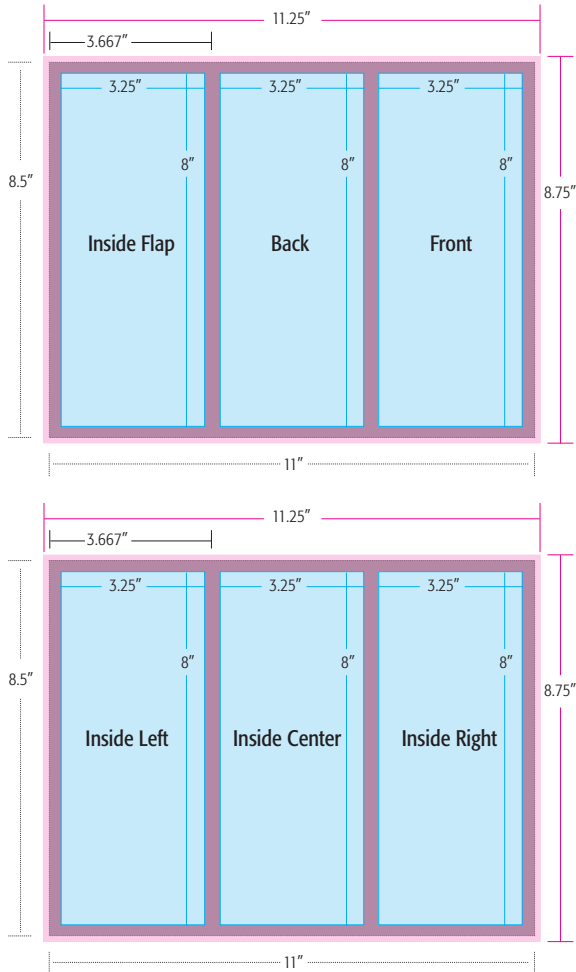 11.25”
3.667”
3.25” 3.25” 3.25”
8” 8” 8”
8.5”
8.75”
Inside Flap Back Front
11”
11.25”
3.667”
3.25” 3.25” 3.25”
8” 8” 8”
8.5”
8.75”
Inside Left Inside Center Inside Right
11”